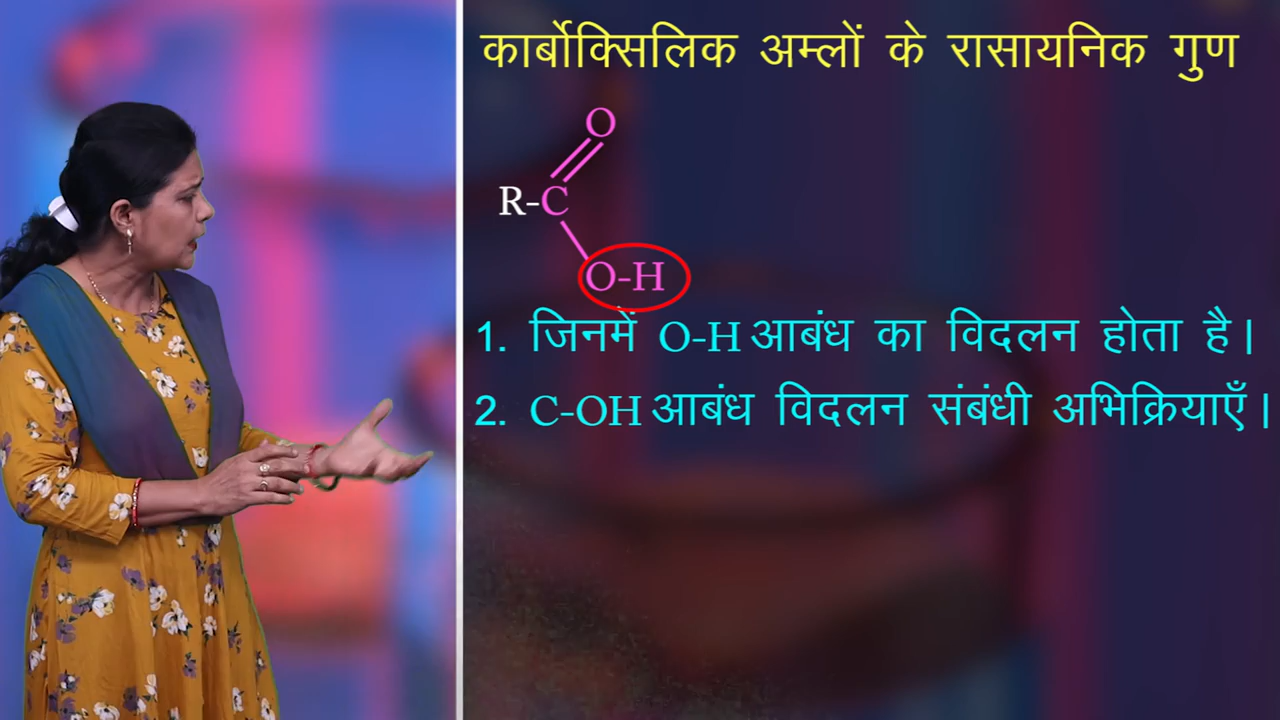 कार्बोक्सिलिक अम्लों के रासायनिक गुण
O
R-C
O-H
1. जिनमें O-H आबंध का विदलन होता है।
2. C-OH आबंध विदलन संबंधी अभिक्रियाएँ।